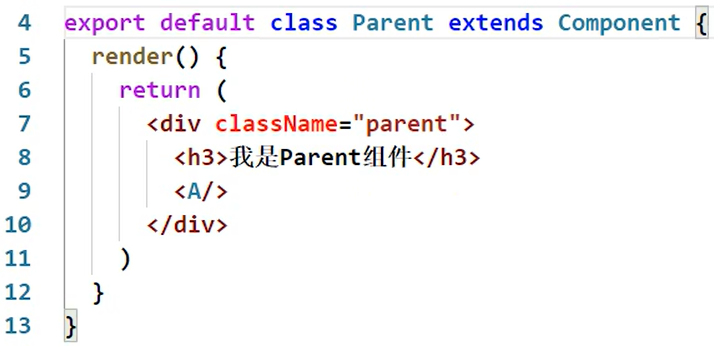 4 export default class Parent extends Component {
5   render() {
6     return (
7       <div className="parent">
8         <h3>我是Parent组件</h3>
9         <A/>
10       </div>
11     )
12   }
13 }